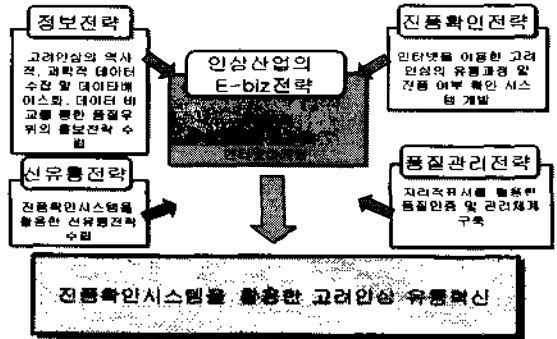 정보전략
고려인삼의 역사
적, 과학적 데이터
수집 및 데이타베
이스화. 데이터 비
교를 통한 품질우
위의 홍보전략 수
립
인삼산업의
E-biz전략
진품확인전략
인터넷을 이용한 고려
인삼의 유통과정 및
진품 여부 확인 시스
템 개발
신유통전략
진품확인시스템을
활용한 신유통전략
수립
품질관리전략
지리적표시를 활용한
품질인증 및 관리체계
구축
진품확인시스템을 활용한 고려인삼 유통혁신